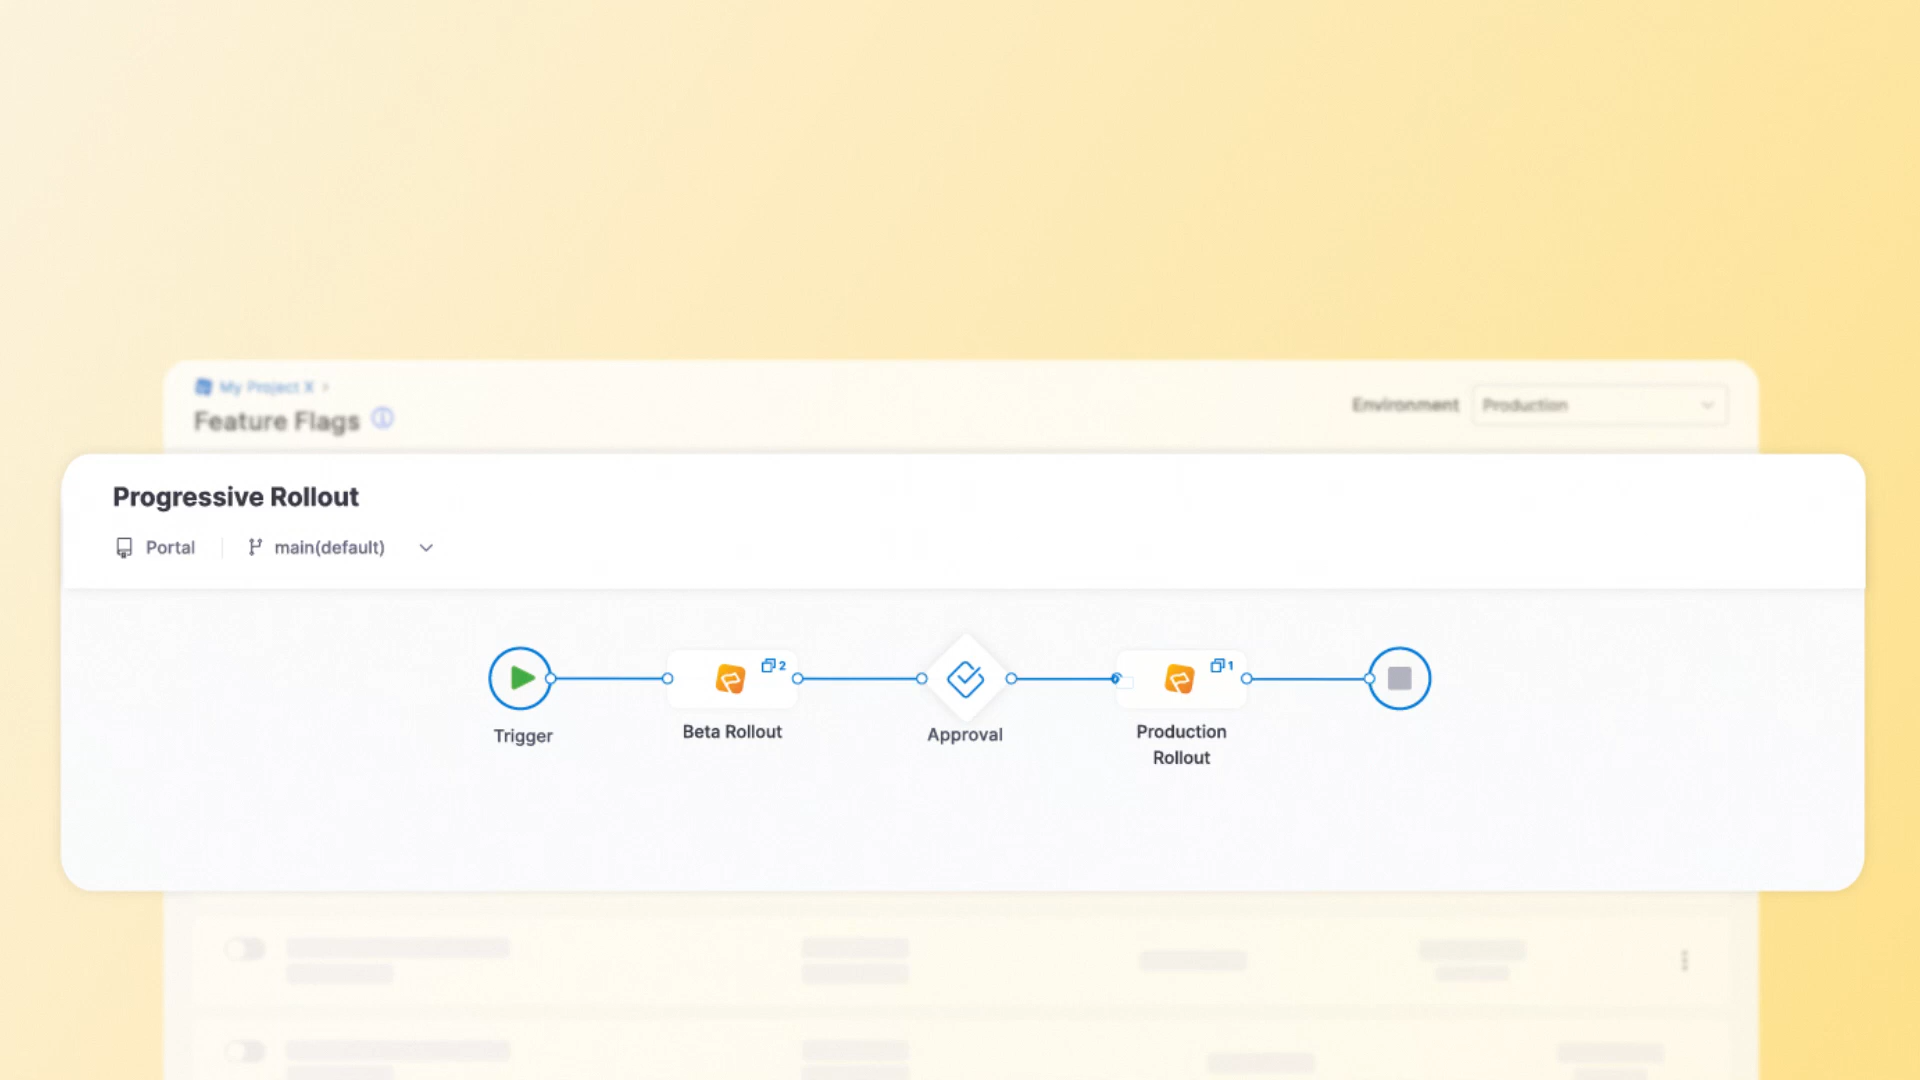 My Project X >
Feature Flags
Environment
Production
Progressive Rollout
Portal
main(default)
2
1
Trigger
Beta Rollout
Approval
Production
Rollout